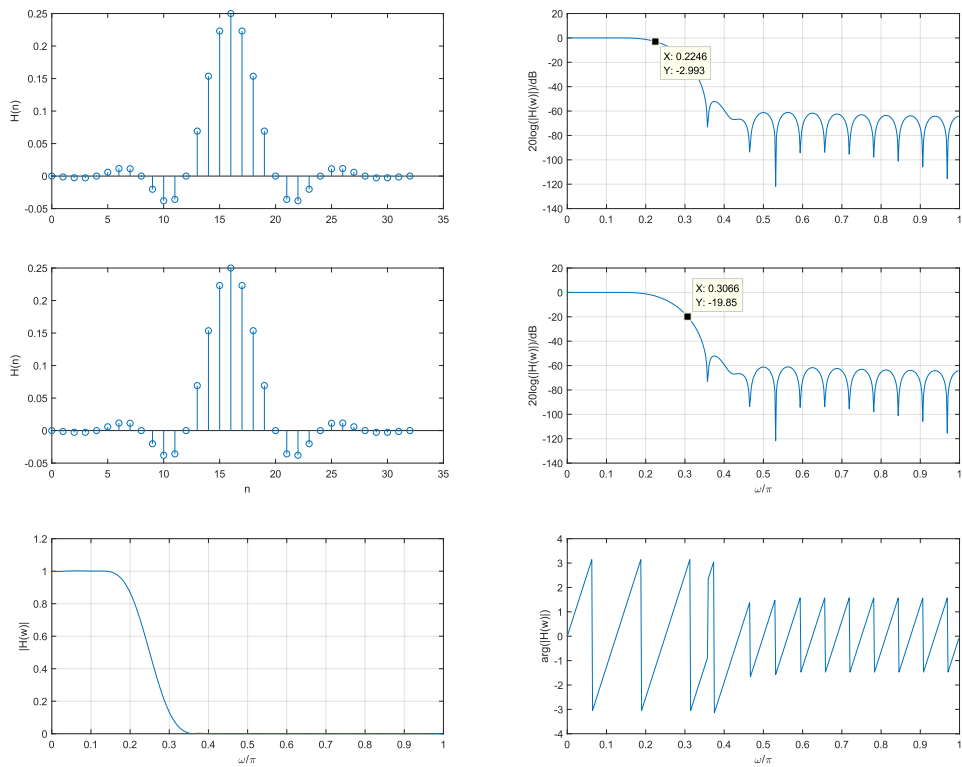 0.25
0.2
0.15
0.1
0.05
0
-0.05
H(n)
0 5 10 15 20 25 30 35
20
0
-20
-40
-60
-80
-100
-120
-140
20log(|H(w)|)/dB
X: 0.2246
Y: -2.993
0 0.1 0.2 0.3 0.4 0.5 0.6 0.7 0.8 0.9 1
0.25
0.2
0.15
0.1
0.05
0
-0.05
H(n)
0 5 10 15 20 25 30 35
n
20
0
-20
-40
-60
-80
-100
-120
-140
20log(|H(w)|)/dB
X: 0.3066
Y: -19.85
0 0.1 0.2 0.3 0.4 0.5 0.6 0.7 0.8 0.9 1
ω/π
1.2
1
0.8
0.6
0.4
0.2
0
|H(w)|
0 0.1 0.2 0.3 0.4 0.5 0.6 0.7 0.8 0.9 1
ω/π
4
3
2
1
0
-1
-2
-3
-4
arg(|H(w)|)
0 0.1 0.2 0.3 0.4 0.5 0.6 0.7 0.8 0.9 1
ω/π